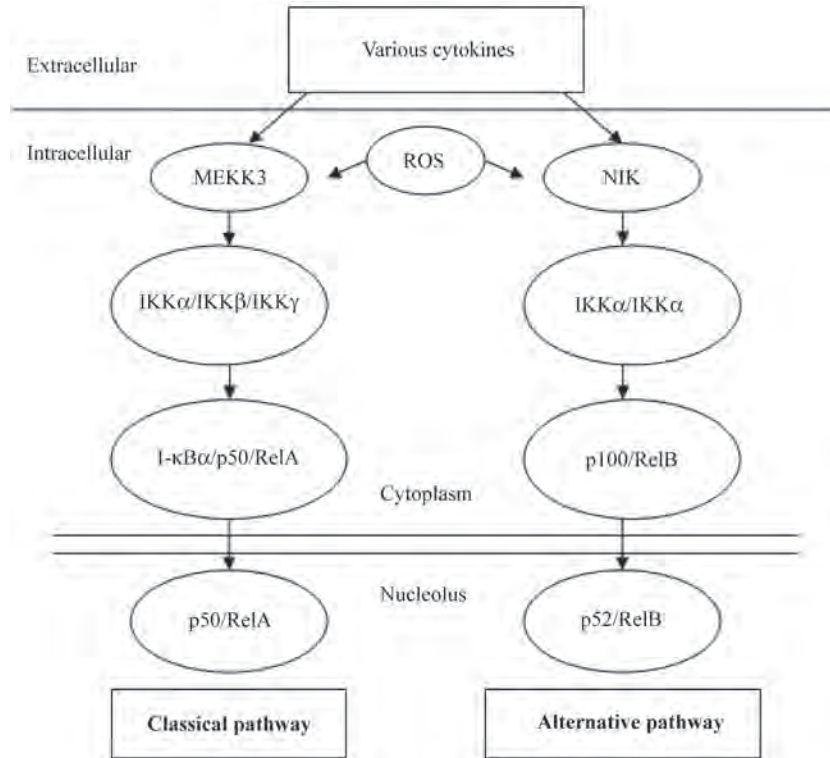 Various cytokines
Extracellular
Intracellular
ROS
MEKK3
NIK
IKKα/IKKβ/IKKγ
IKKα/IKKα
I-κBα/p50/RelA
p100/RelB
Cytoplasm
Nucleolus
p50/RelA
p52/RelB
Classical pathway
Alternative pathway